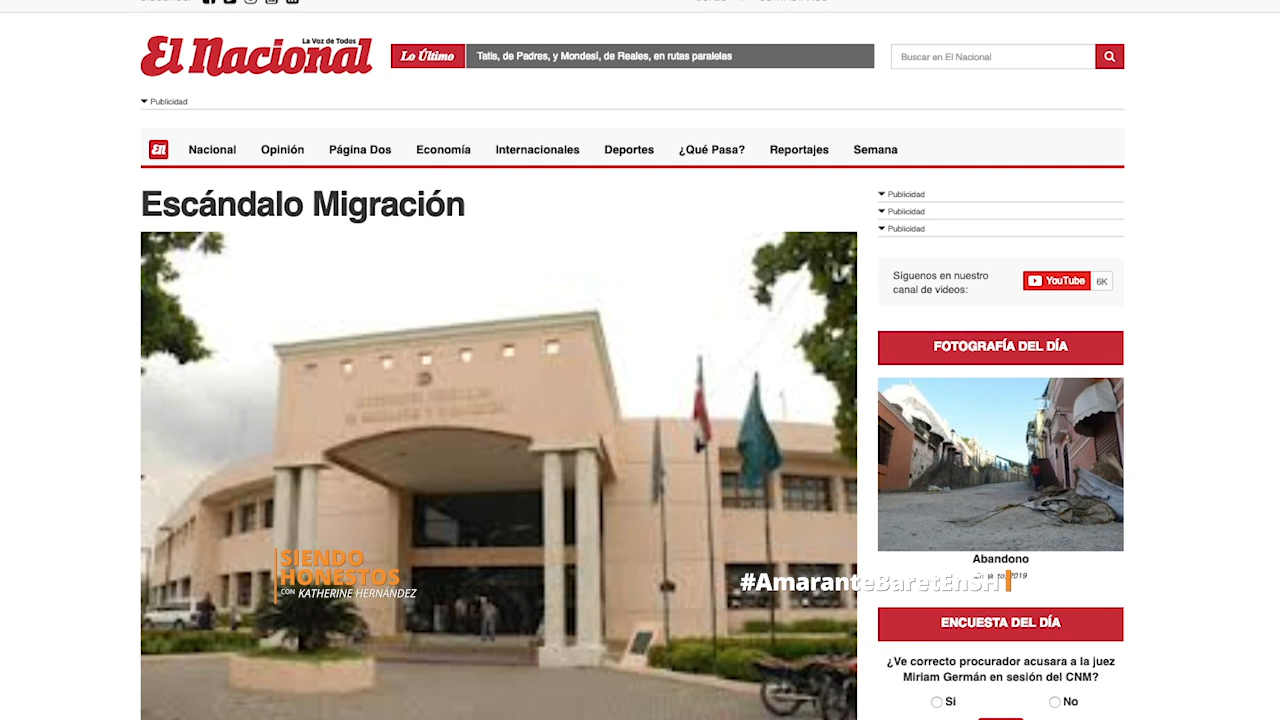 La Voz de Todos
El Nacional
Lo Último
Tatis, de Padres, y Mondesí, de Reales, en rutas paralelas
Buscar en El Nacional
Publicidad
En
Nacional
Opinión
Página Dos
Economía
Internacionales
Deportes
¿Qué Pasa?
Reportajes
Semana
Escándalo Migración
Publicidad
Publicidad
Publicidad
Síguenos en nuestro
canal de videos:
YouTube
6K
FOTOGRAFÍA DEL DÍA
Abandono
2019
SIENDO
HONESTOS
CON KATHERINE HERNÁNDEZ
#AmaranteBaretEnSH
ENCUESTA DEL DÍA
¿Ve correcto procurador acusara a la juez
Miriam Germán en sesión del CNM?
Si
No